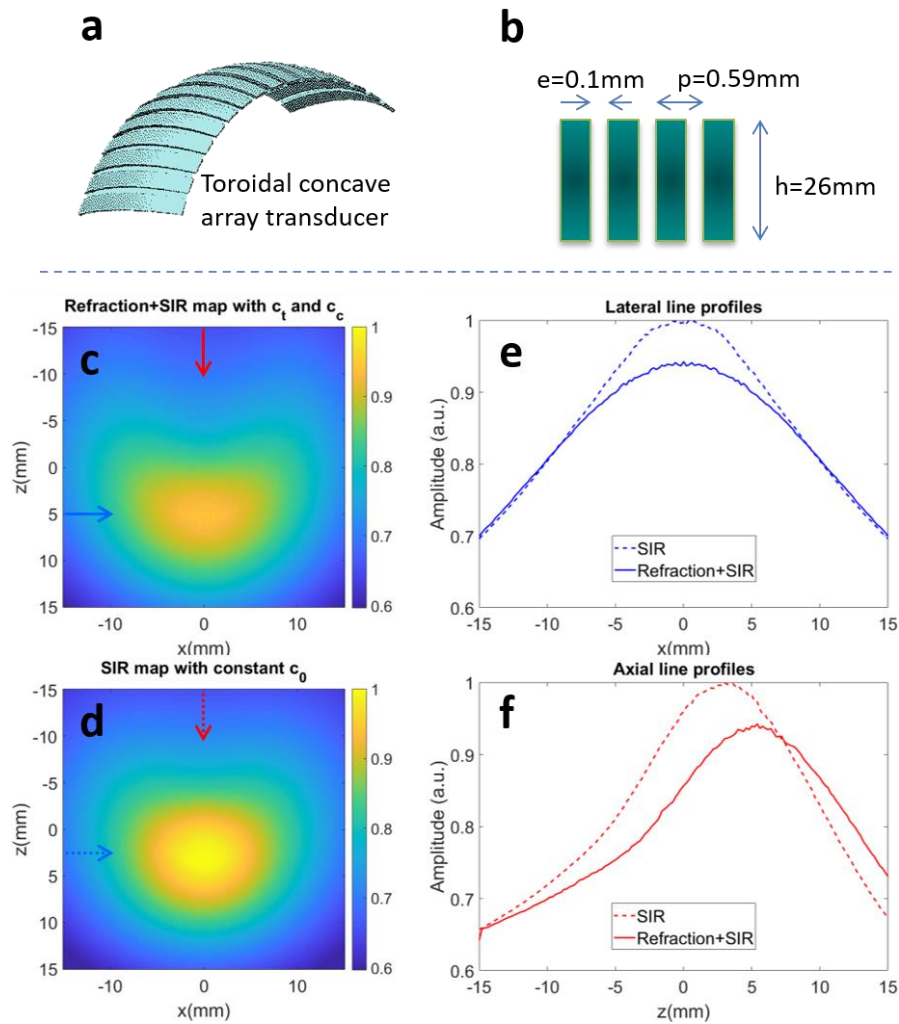 a
b
e=0.1mm
p=0.59mm
h=26mm
Toroidal concave
array transducer
Refraction+SIR map with c_t and c_c
c
-15
-10
-5
0
5
10
15
z(mm)
-10
0
10
x(mm)
1
0.9
0.8
0.7
0.6
Lateral line profiles
e
1
0.9
0.8
0.7
0.6
Amplitude (a.u.)
SIR
Refraction+SIR
-15
-10
-5
0
5
10
15
x(mm)
SIR map with constant c_0
d
-15
-10
-5
0
5
10
15
z(mm)
-10
0
10
x(mm)
1
0.9
0.8
0.7
0.6
Axial line profiles
f
1
0.9
0.8
0.7
0.6
Amplitude (a.u.)
SIR
Refraction+SIR
-15
-10
-5
0
5
10
15
z(mm)